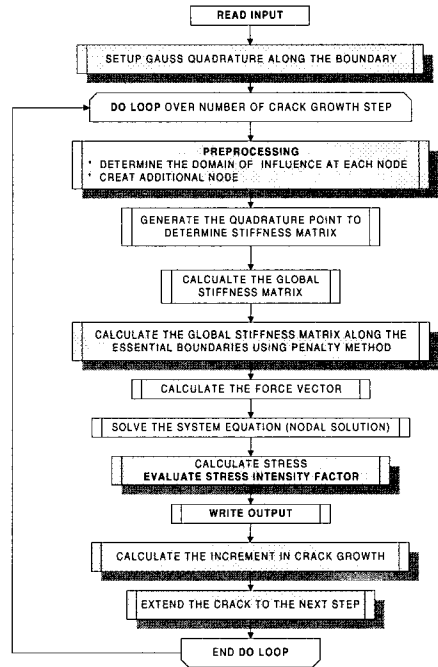 READ INPUT
SETUP GAUSS QUADRATURE ALONG THE BOUNDARY
DO LOOP OVER NUMBER OF CRACK GROWTH STEP
PREPROCESSING
* DETERMINE THE DOMAIN OF INFLUENCE AT EACH NODE
* CREAT ADDITIONAL NODE
GENERATE THE QUADRATURE POINT TO
DETERMINE STIFFNESS MATRIX
CALCUALTE THE GLOBAL
STIFFNESS MATRIX
CALCULATE THE GLOBAL STIFFNESS MATRIX ALONG THE
ESSENTIAL BOUNDARIES USING PENALTY METHOD
CALCULATE THE FORCE VECTOR
SOLVE THE SYSTEM EQUATION (NODAL SOLUTION)
CALCULATE STRESS
EVALUATE STRESS INTENSITY FACTOR
WRITE OUTPUT
CALCULATE THE INCREMENT IN CRACK GROWTH
EXTEND THE CRACK TO THE NEXT STEP
END DO LOOP